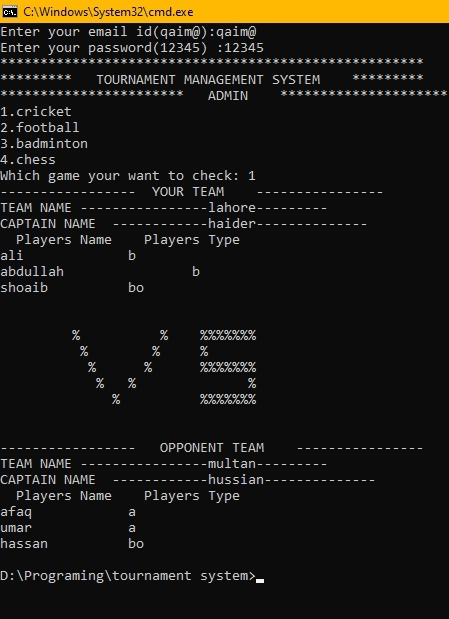 C:\Windows\System32\cmd.exe
Enter your email id(qaim@):qaim@
Enter your password(12345) :12345
*****************************************************
*********   TOURNAMENT MANAGEMENT SYSTEM    *********
***********************   ADMIN    *********************
1.cricket
2.football
3.badminton
4.chess
Which game your want to check: 1
-----------------  YOUR TEAM    ----------------
TEAM NAME ----------------lahore---------
CAPTAIN NAME  ------------haider--------------
  Players Name    Players Type
ali             b
abdullah                b
shoaib          bo
         %          %    %%%%%%%
          %        %     %
           %      %      %%%%%%%
            %   %              %
              %          %%%%%%%
-----------------   OPPONENT TEAM    ----------------
TEAM NAME ----------------multan---------
CAPTAIN NAME  ------------hussian--------------
  Players Name    Players Type
afaq            a
umar            a
hassan          bo
D:\Programing\tournament system>